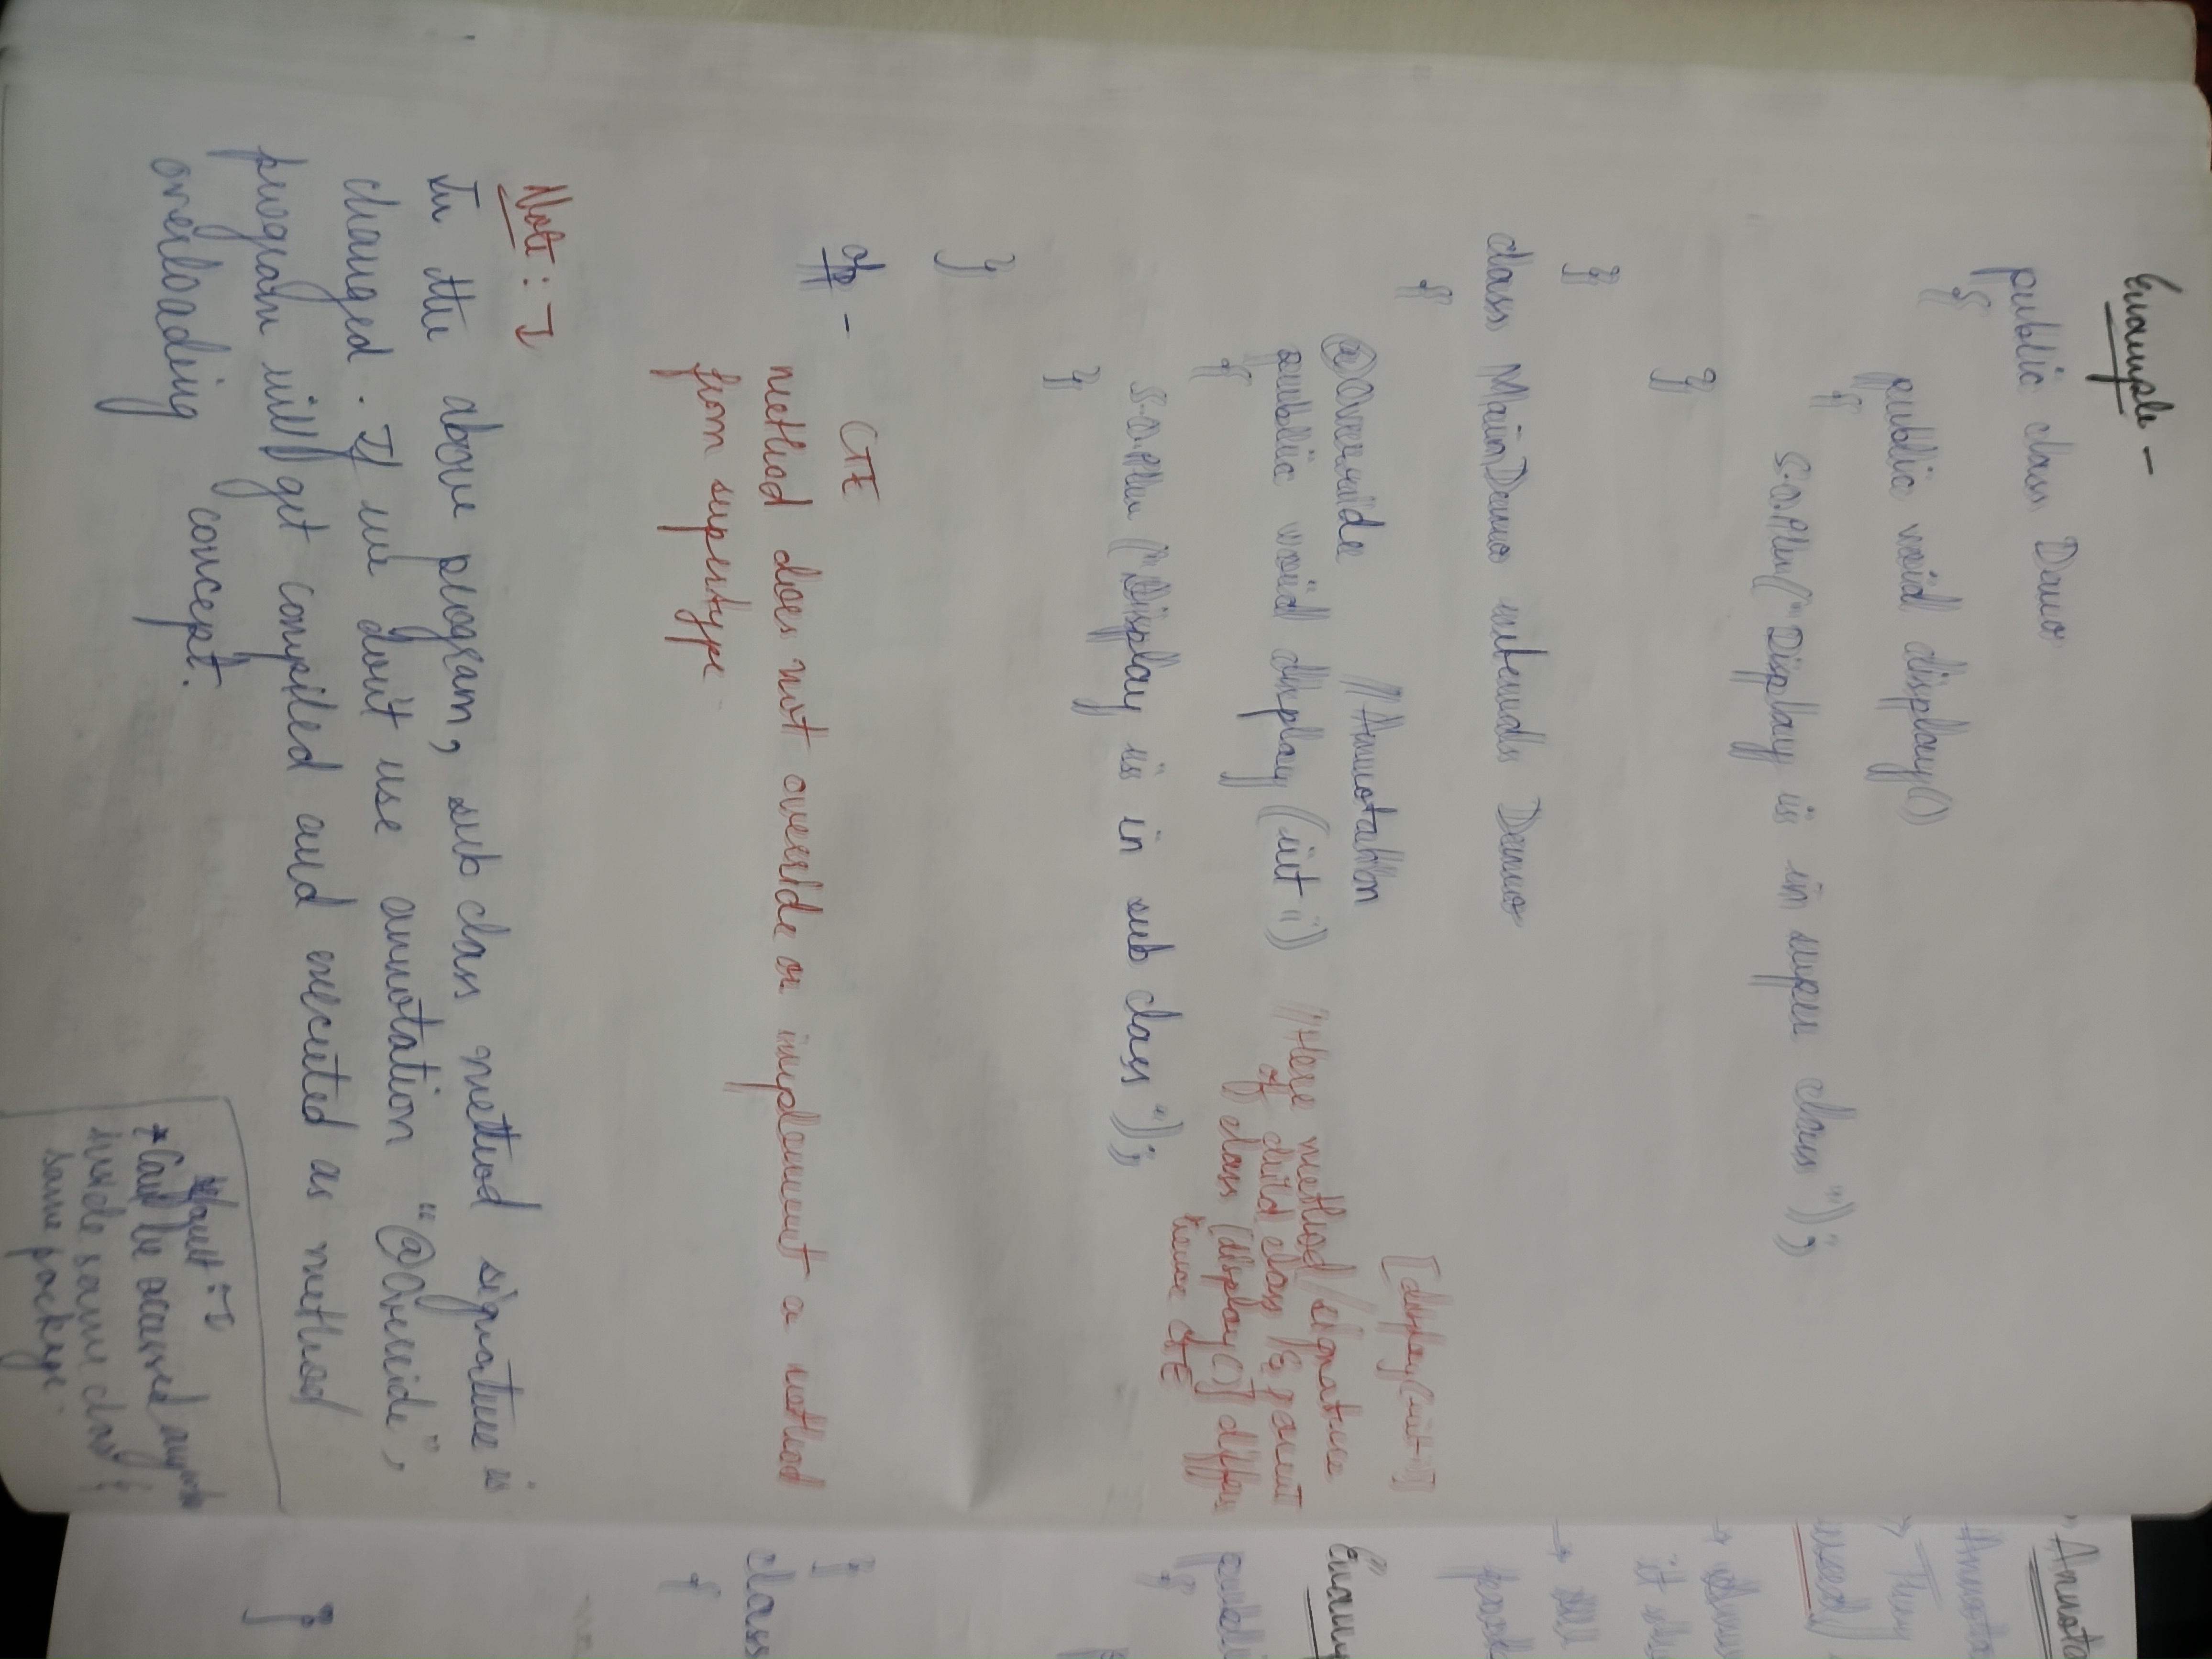 Example -
public class Demo
{
public void display()
{
S.O.Pln("Display is in super class");
}
}
class MainDemo extends Demo
{
[display(int i)]
@Override //Annotation
public void display (int i) //Here method signature
of child class & parent
class [display()] differs
hence CTE
{
S.O.Pln ("Display is in sub class");
}
}
o/p - CTE
method does not override or implement a method
from supertype
Note : -
In the above program, sub class method signature is
changed. If we don't use annotation "@Override",
program will get compiled and executed as method
overloading concept.
default :-
* Can be accessed anywhere
inside same class &
same package.
Annota
Annota
→ They
used
→
it
→ All
Exam
publi
{
}
class
{
}